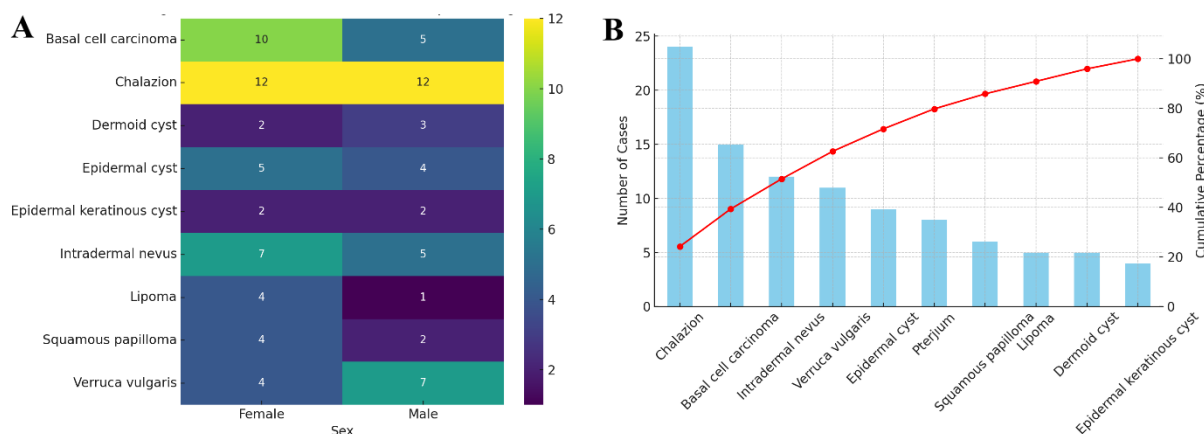 A
Basal cell carcinoma 10 5
Chalazion 12 12
Dermoid cyst 2 3
Epidermal cyst 5 4
Epidermal keratinous cyst 2 2
Intradermal nevus 7 5
Lipoma 4 1
Squamous papilloma 4 2
Verruca vulgaris 4 7
Female Male
Sex
12
10
8
6
4
2
B
Number of Cases
25
20
15
10
5
0
Cumulative Percentage (%)
100
80
60
40
20
0
Chalazion
Basal cell carcinoma
Intradermal nevus
Verruca vulgaris
Epidermal cyst
Pterjium
Squamous papilloma
Lipoma
Dermoid cyst
Epidermal keratinous cyst